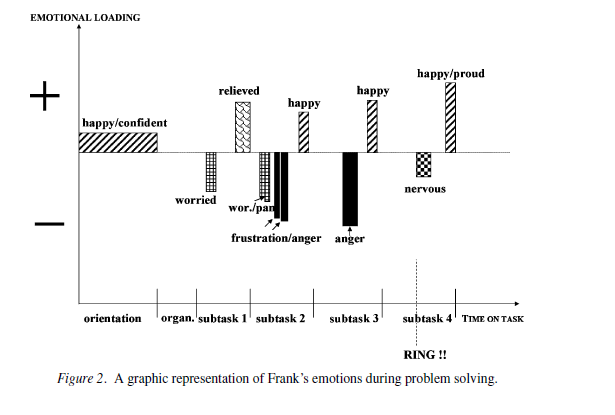 EMOTIONAL LOADING
+
happy/proud
relieved
happy
happy
happy/confident
worried
wor./pan
nervous
frustration/anger
anger
−
orientation
organ.
subtask 1
subtask 2
subtask 3
subtask 4
TIME ON TASK
RING !!
Figure 2. A graphic representation of Frank's emotions during problem solving.